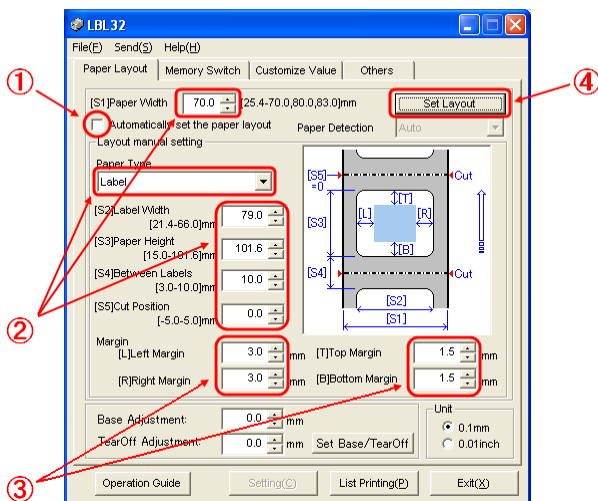 LBL32
File(F) Send(S) Help(H)
Paper Layout Memory Switch Customize Value Others
① ④
[S1]Paper Width 70.0 [25.4-70.0,80.0,83.0]mm Set Layout
Automatically set the paper layout Paper Detection Auto
Layout manual setting
Paper Type
Label
[S2]Label Width 79.0
[21.4-66.0]mm
[S3]Paper Height 101.6
[15.0-101.6]mm
[S4]Between Labels 10.0
[3.0-10.0]mm
[S5]Cut Position 0.0
[-5.0-5.0]mm
[S5] =0 Cut
[T]
[S3] [L] [R]
[B]
[S4] Cut
[S2]
[S1]
②
Margin
[L]Left Margin 3.0 mm [T]Top Margin 1.5 mm
[R]Right Margin 3.0 mm [B]Bottom Margin 1.5 mm
Base Adjustment: 0.0 mm
TearOff Adjustment: 0.0 mm Set Base/TearOff
Unit
0.1mm
0.01inch
③
Operation Guide Setting(C) List Printing(P) Exit(X)